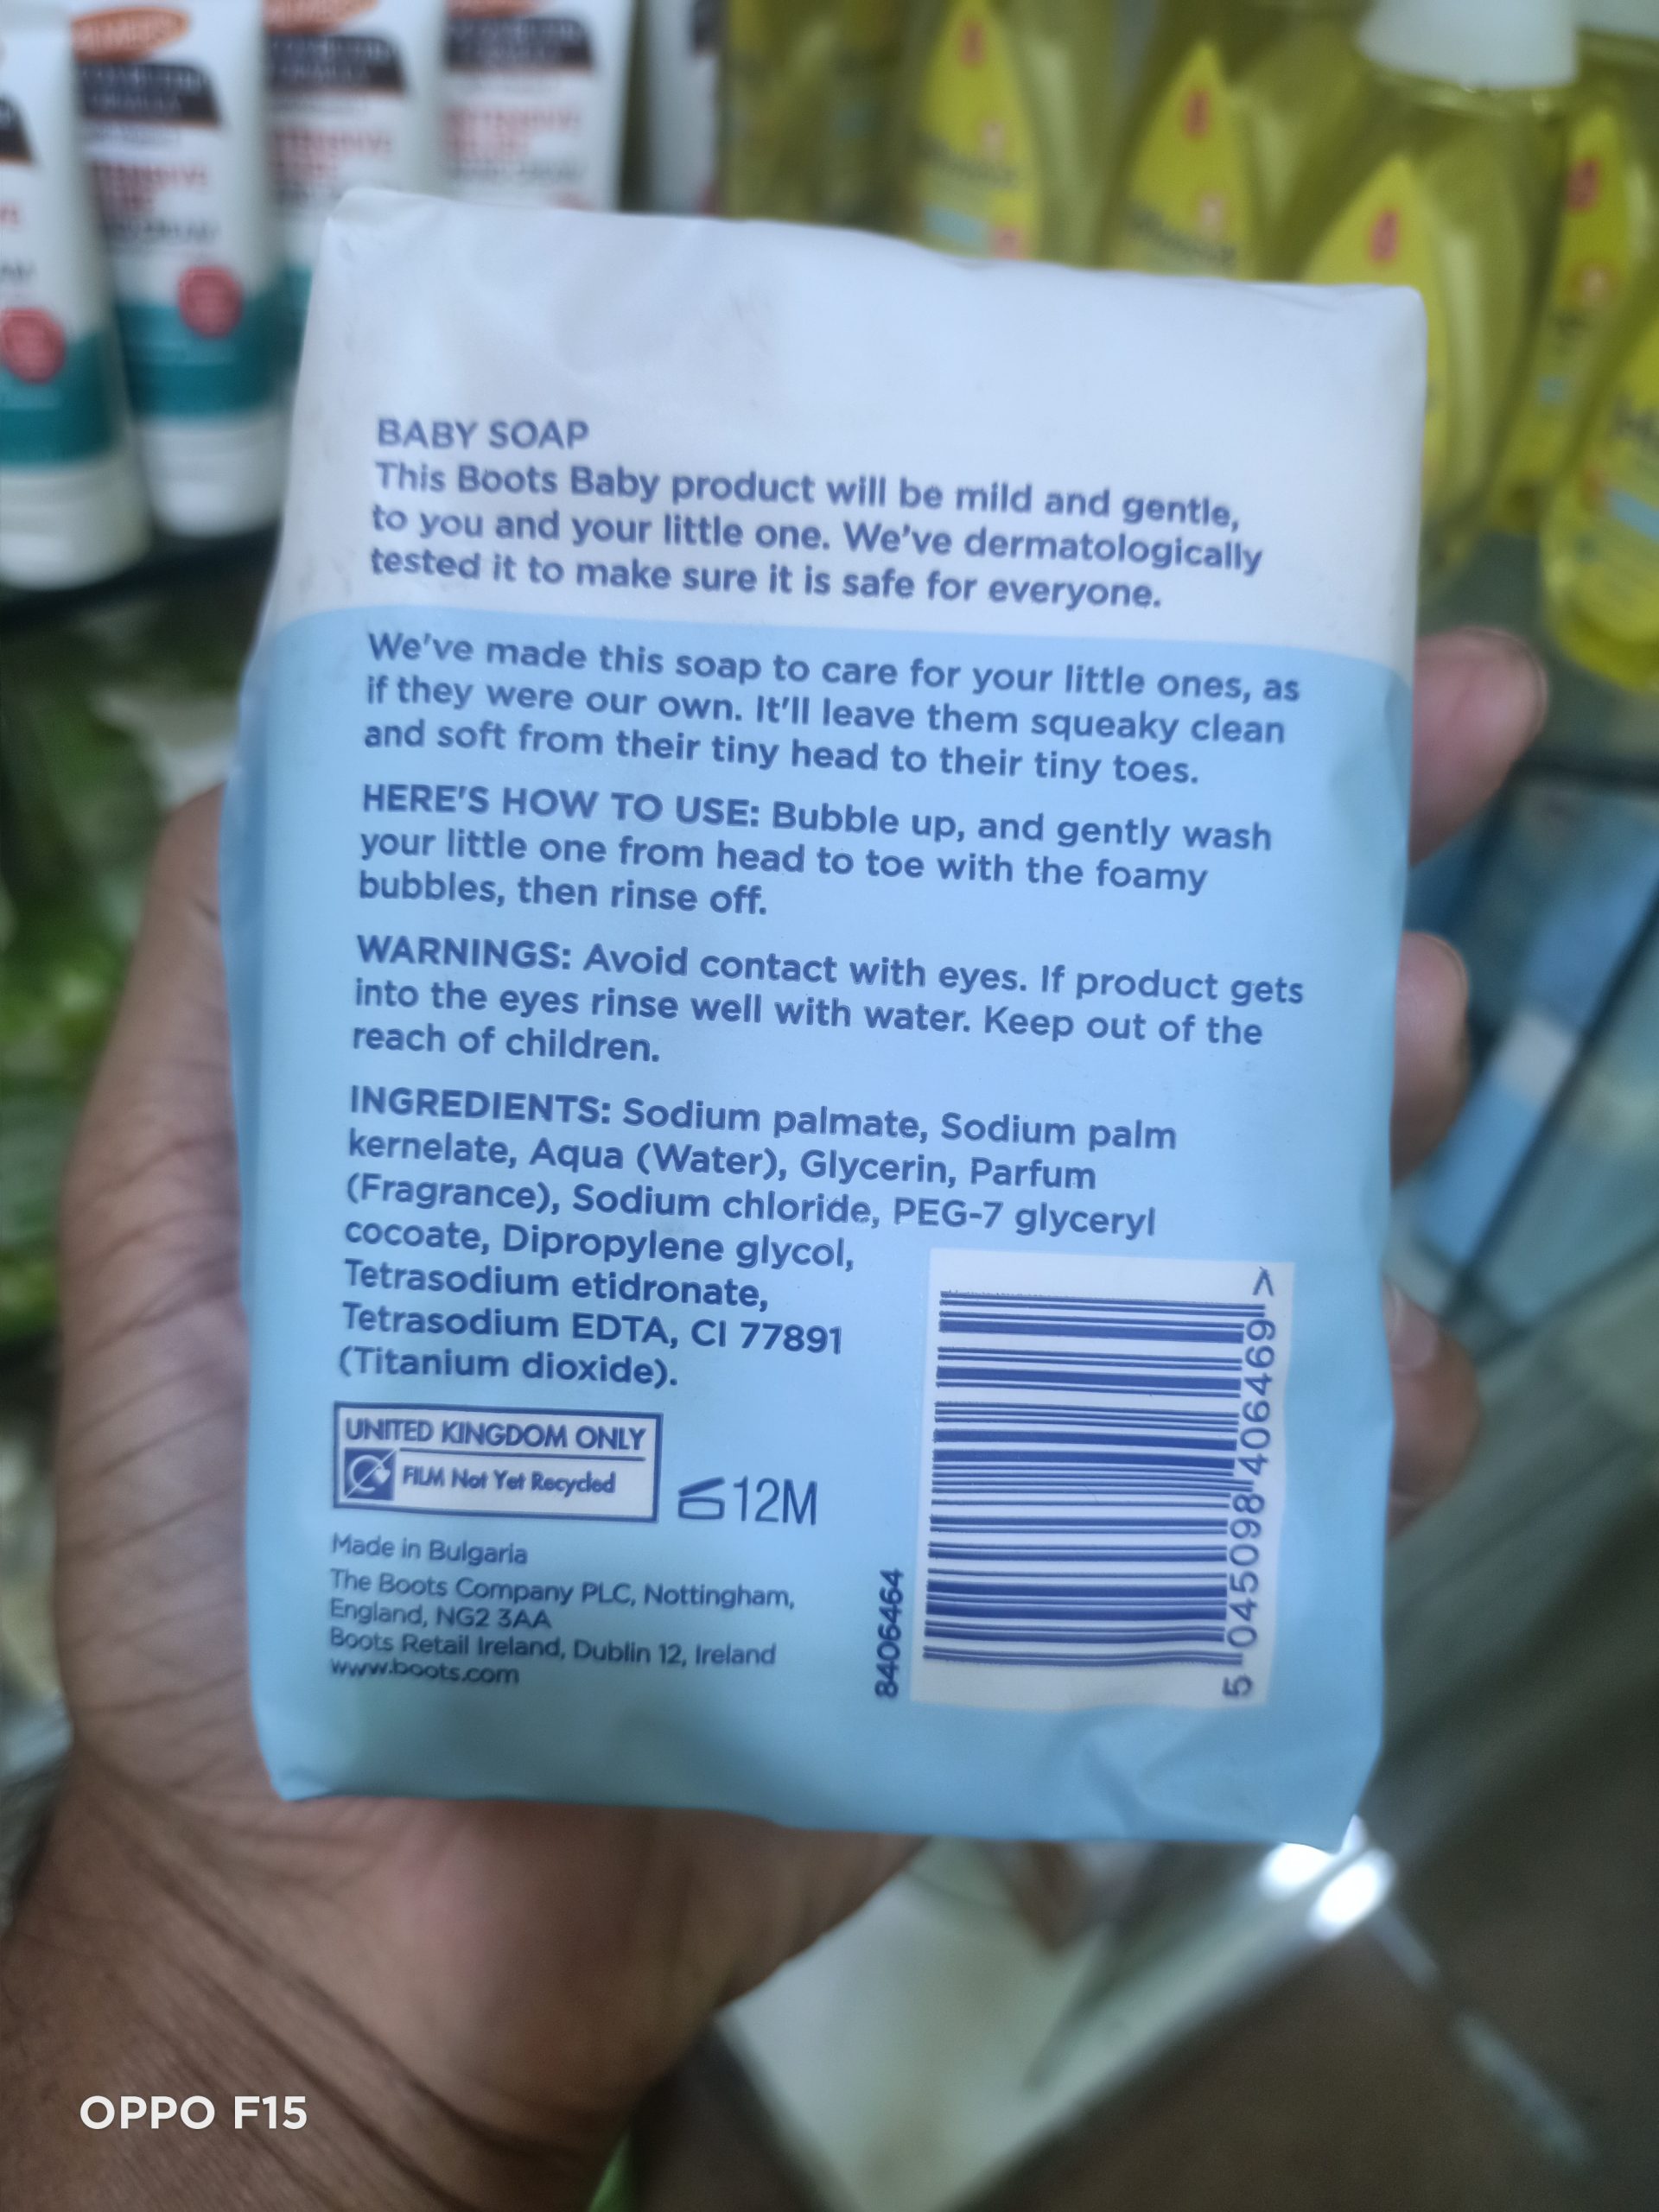 BABY SOAP
This Boots Baby product will be mild and gentle,
to you and your little one. We've dermatologically
tested it to make sure it is safe for everyone.
We've made this soap to care for your little ones, as
if they were our own. It'll leave them squeaky clean
and soft from their tiny head to their tiny toes.
HERE'S HOW TO USE: Bubble up, and gently wash
your little one from head to toe with the foamy
bubbles, then rinse off.
WARNINGS: Avoid contact with eyes. If product gets
into the eyes rinse well with water. Keep out of the
reach of children.
INGREDIENTS: Sodium palmate, Sodium palm
kernelate, Aqua (Water), Glycerin, Parfum
(Fragrance), Sodium chloride, PEG-7 glyceryl
cocoate, Dipropylene glycol,
Tetrasodium etidronate,
Tetrasodium EDTA, CI 77891
(Titanium dioxide).
UNITED KINGDOM ONLY
FILM Not Yet Recycled
12M
Made in Bulgaria
The Boots Company PLC, Nottingham,
England, NG2 3AA
Boots Retail Ireland, Dublin 12, Ireland
www.boots.com
8406464
5 045098 406469 >
OPPO F15